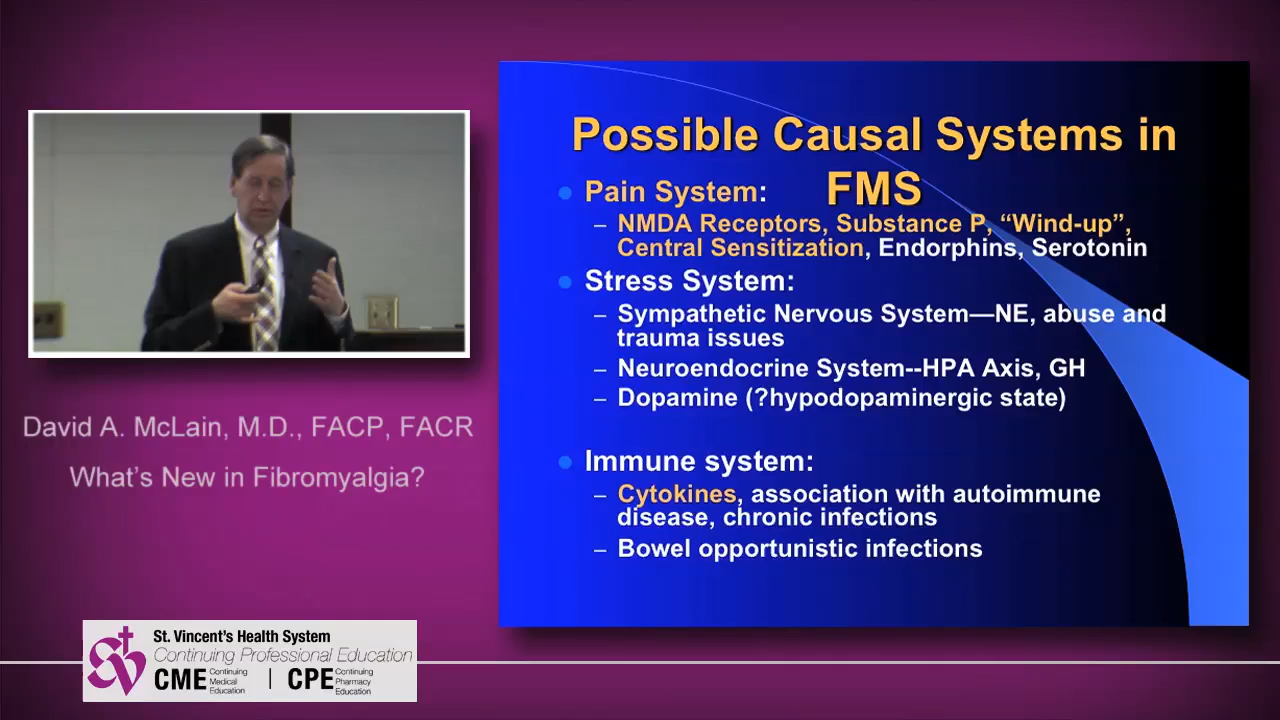 Possible Causal Systems in
FMS
Pain System:
– NMDA Receptors, Substance P, “Wind-up”,
Central Sensitization, Endorphins, Serotonin
Stress System:
– Sympathetic Nervous System—NE, abuse and
trauma issues
– Neuroendocrine System--HPA Axis, GH
– Dopamine (?hypodopaminergic state)
Immune system:
– Cytokines, association with autoimmune
disease, chronic infections
– Bowel opportunistic infections
David A. McLain, M.D., FACP, FACR
What’s New in Fibromyalgia?
St. Vincent’s Health System
Continuing Professional Education
CME Continuing Medical Education | CPE Continuing Pharmacy Education